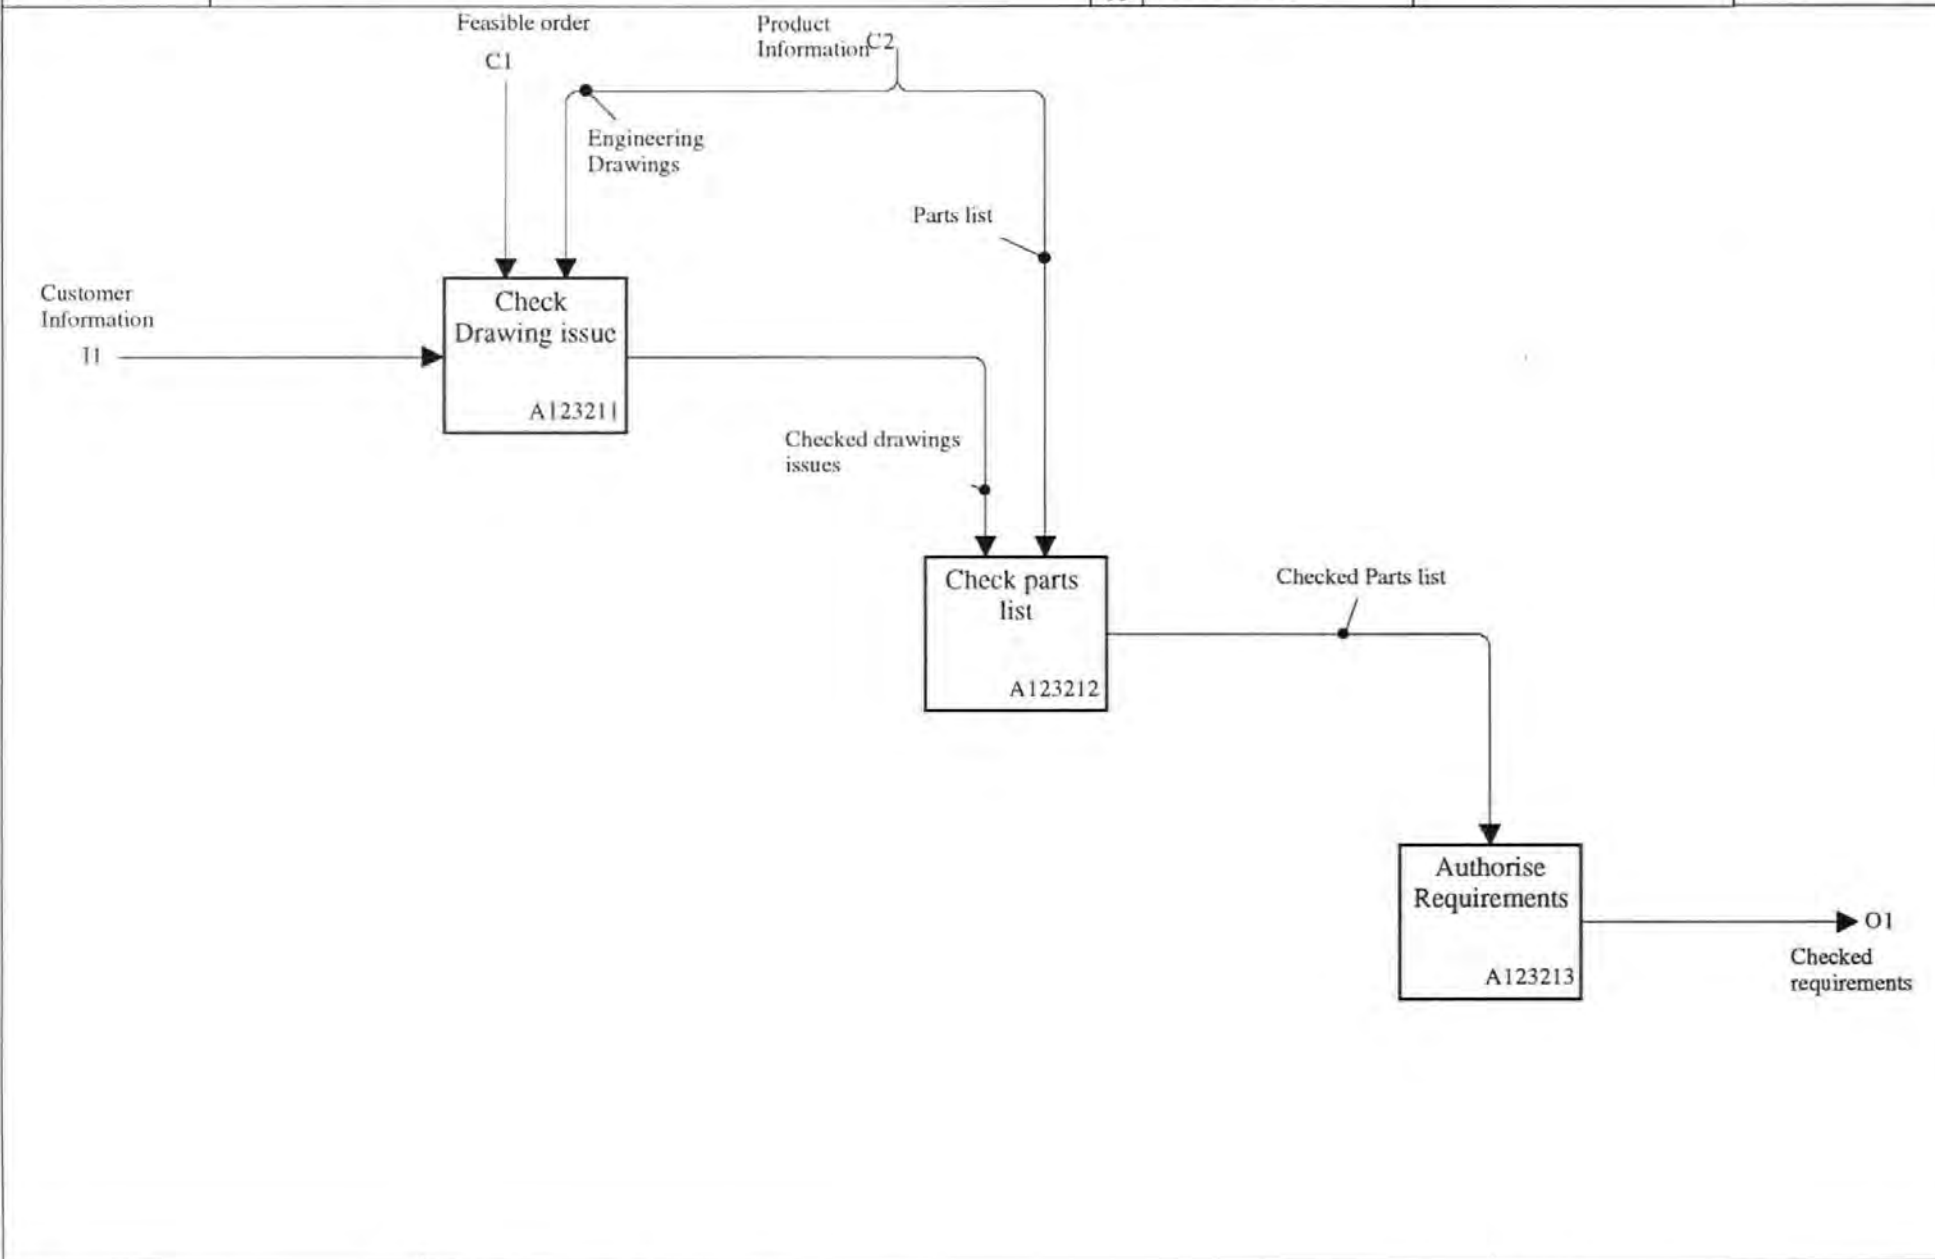 Feasible order
C1
Product
Information
C2
Engineering
Drawings
Parts list
Customer
Information
I1
Check
Drawing issue
A123211
Checked drawings
issues
Check parts
list
A123212
Checked Parts list
Authorise
Requirements
A123213
O1
Checked
requirements